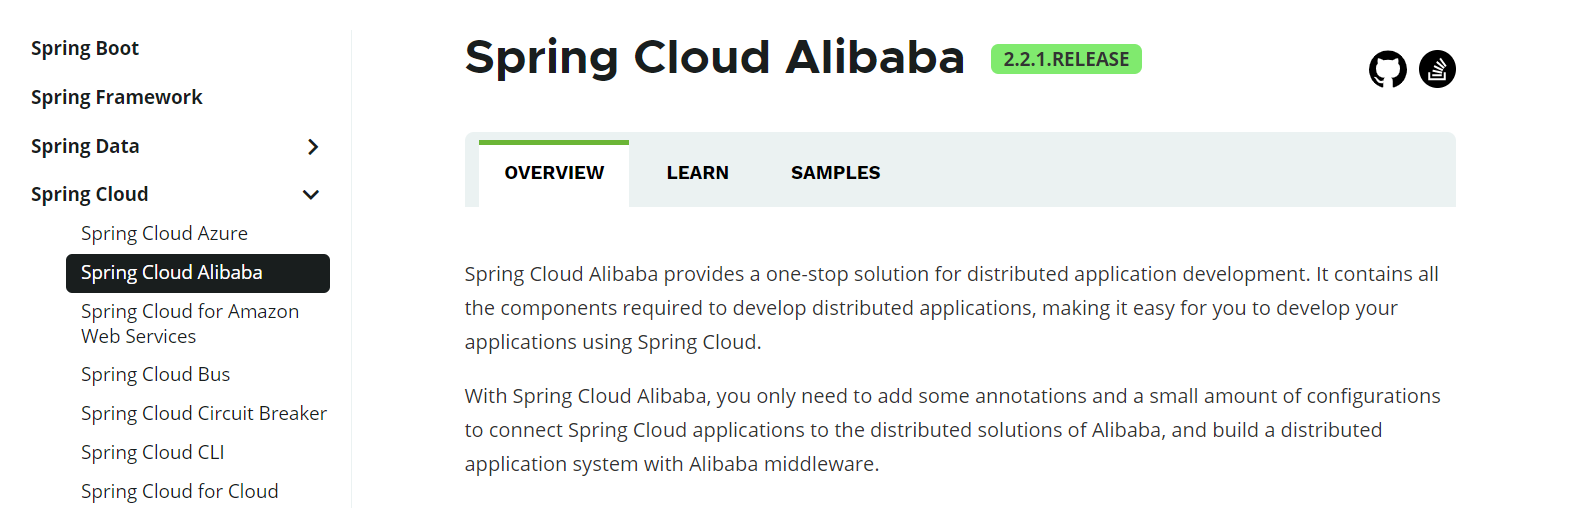 Spring Boot
Spring Framework
Spring Data
Spring Cloud
Spring Cloud Azure
Spring Cloud Alibaba
Spring Cloud for Amazon
Web Services
Spring Cloud Bus
Spring Cloud Circuit Breaker
Spring Cloud CLI
Spring Cloud for Cloud
Spring Cloud Alibaba 2.2.1.RELEASE
OVERVIEW LEARN SAMPLES
Spring Cloud Alibaba provides a one-stop solution for distributed application development. It contains all
the components required to develop distributed applications, making it easy for you to develop your
applications using Spring Cloud.
With Spring Cloud Alibaba, you only need to add some annotations and a small amount of configurations
to connect Spring Cloud applications to the distributed solutions of Alibaba, and build a distributed
application system with Alibaba middleware.